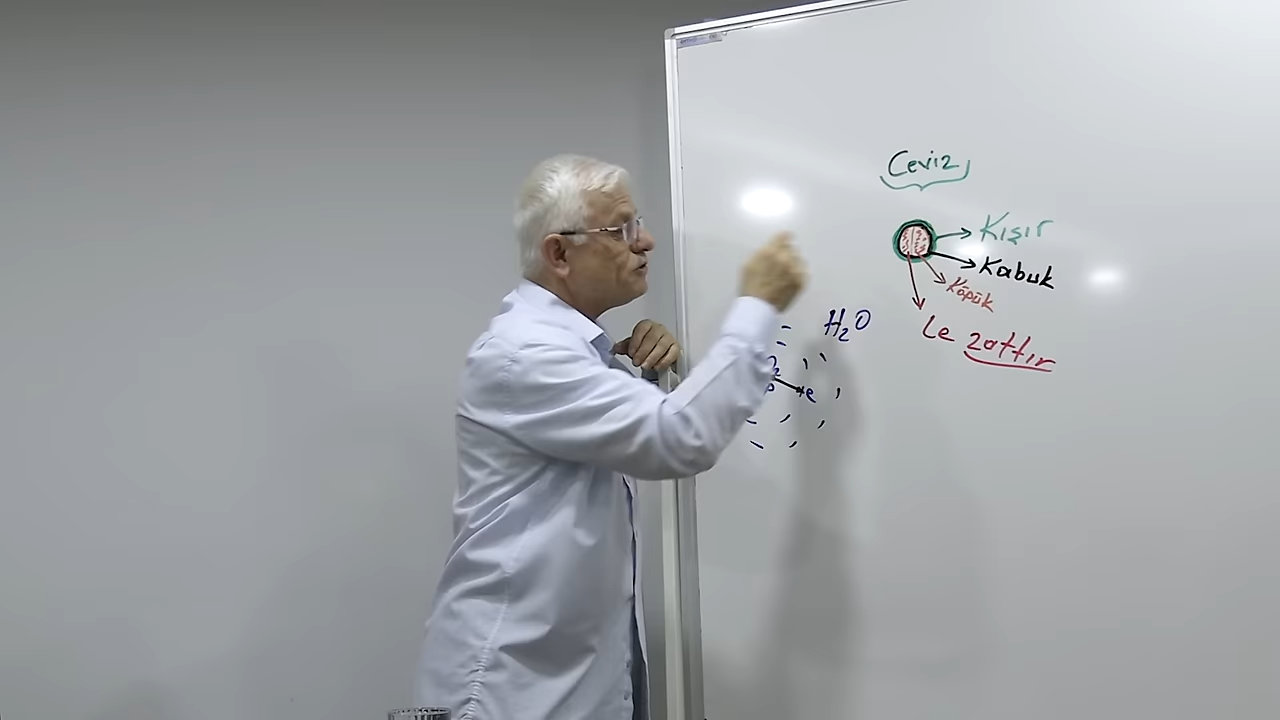 Ceviz
Kışır
Kabuk
Köpük
Le zattır
H₂O
e